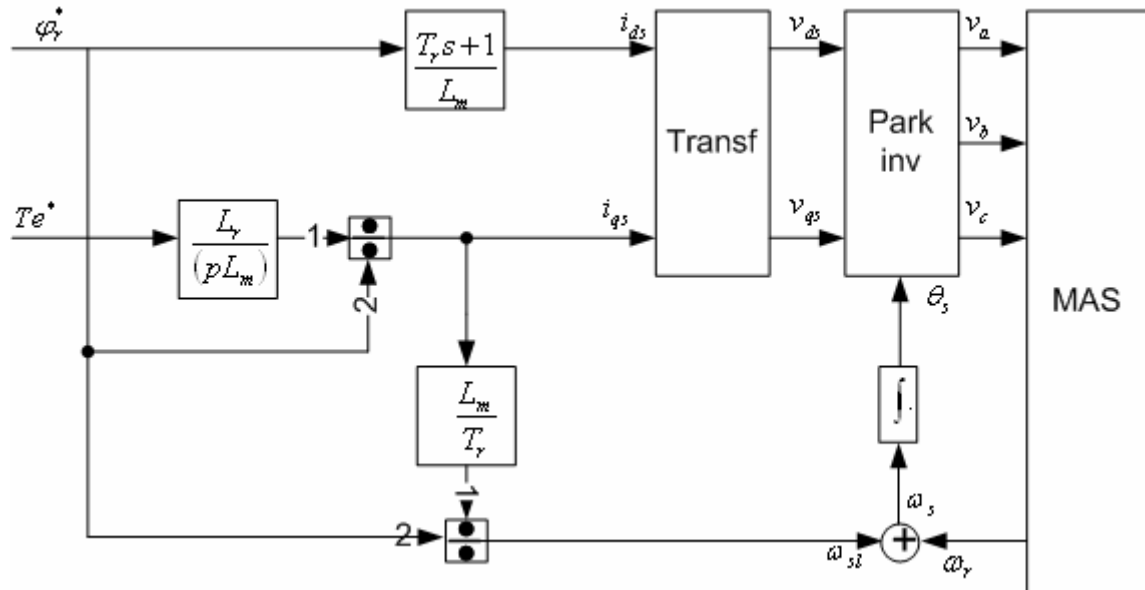 φr*
Trs+1
Lm
ids
vds
va
Transf
Park
inv
vb
Te*
Lr
(pLm)
1
iqs
vqs
vc
2
θs
MAS
Lm
Tr
∫.
1
ωs
2
+
ωsl
ωr